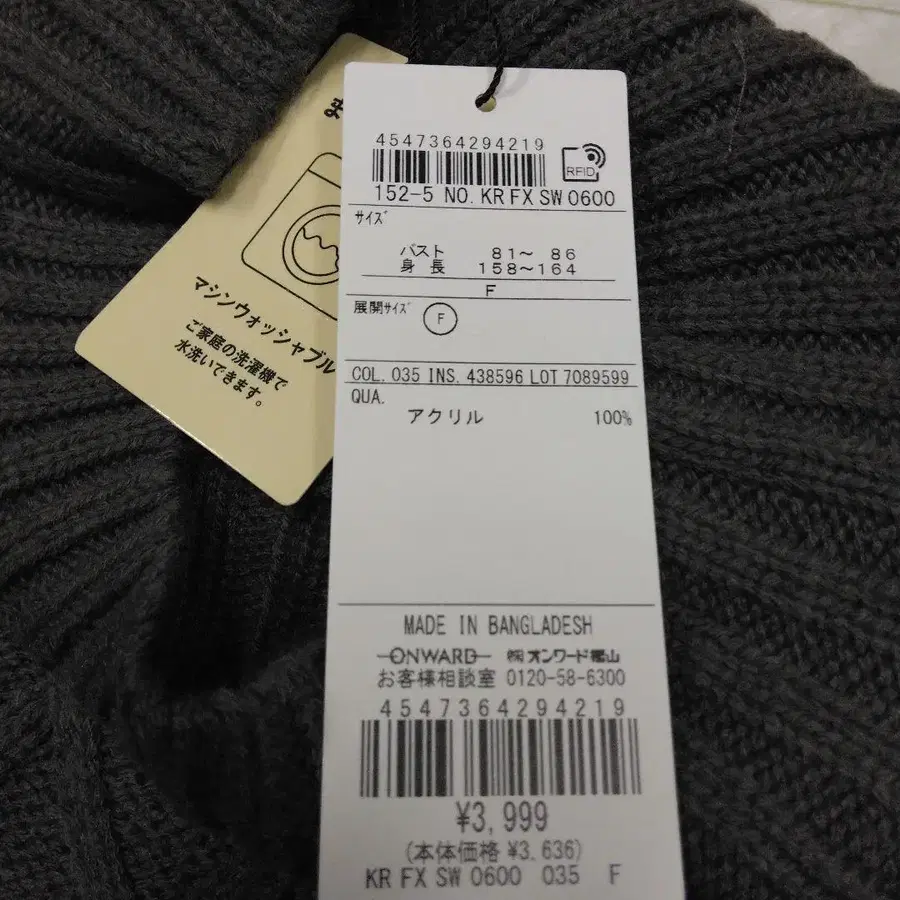 ま
マシンウォッシャブル
ご家庭の洗濯機で
水洗いできます。
4547364294219
RFID
152-5 NO. KR FX SW 0600
サイズ
バスト 81～ 86
身長 158～164
F
展開サイズ F
COL. 035 INS. 438596 LOT 7089599
QUA.
アクリル 100%
MADE IN BANGLADESH
ONWARD ㈱オンワード樫山
お客様相談室 0120-58-6300
4547364294219
¥3,999
(本体価格 ¥3,636)
KR FX SW 0600 035 F